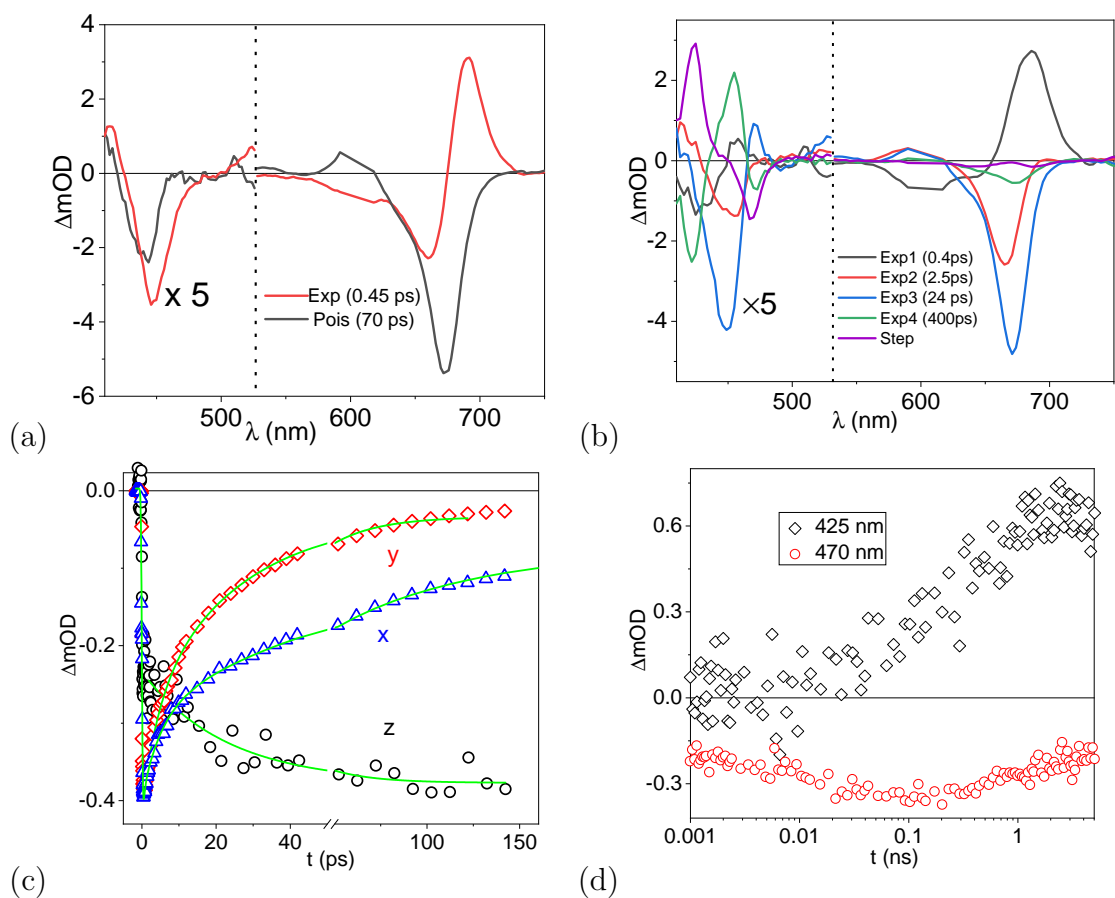 4
2
0
-2
-4
-6
ΔmOD
x 5
Exp (0.45 ps)
Pois (70 ps)
500
600
700
λ (nm)
(a)
2
0
-2
-4
ΔmOD
×5
Exp1 (0.4ps)
Exp2 (2.5ps)
Exp3 (24 ps)
Exp4 (400ps)
Step
500
600
700
λ (nm)
(b)
0.0
-0.2
-0.4
ΔmOD
y
x
z
0
20
40
100
150
t (ps)
(c)
0.6
0.3
0.0
-0.3
ΔmOD
425 nm
470 nm
0.001
0.01
0.1
1
t (ns)
(d)